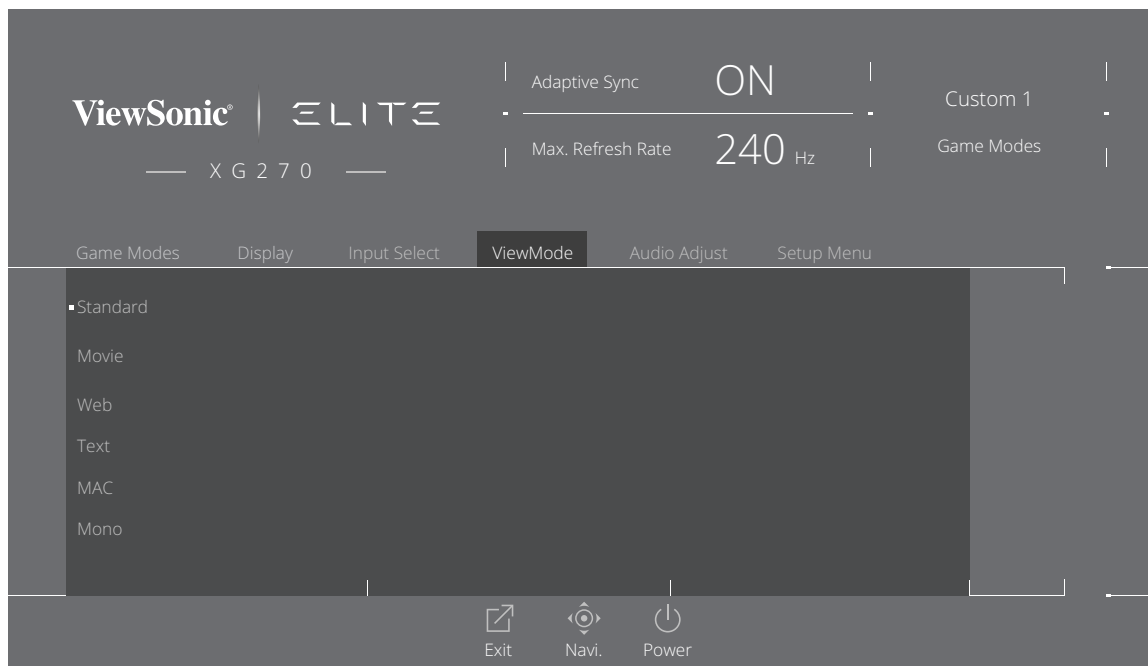 ViewSonic® ELITE
XG270
Adaptive Sync ON
Max. Refresh Rate 240 Hz
Custom 1
Game Modes
Game Modes Display Input Select ViewMode Audio Adjust Setup Menu
Standard
Movie
Web
Text
MAC
Mono
Exit Navi. Power